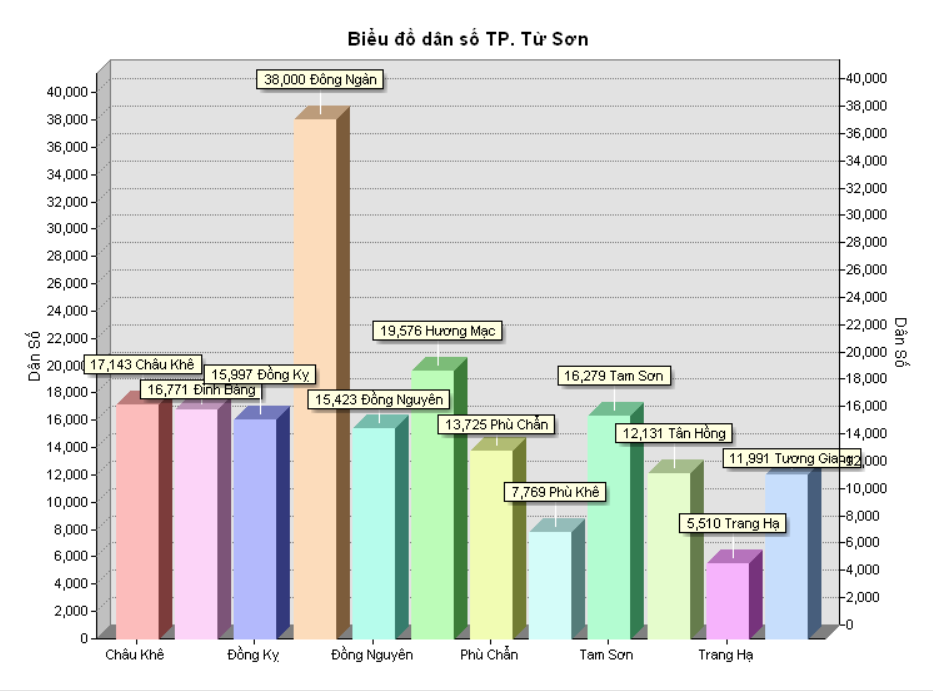 Biểu đồ dân số TP. Từ Sơn
38,000 Đông Ngàn
19,576 Hương Mạc
17,143 Châu Khê
16,771 Đình Bảng
15,997 Đồng Kỵ
15,423 Đồng Nguyên
13,725 Phù Chẩn
7,769 Phù Khê
16,279 Tam Sơn
12,131 Tân Hồng
5,510 Trang Hạ
11,991 Tương Giang
Dân Số
40,000
38,000
36,000
34,000
32,000
30,000
28,000
26,000
24,000
22,000
20,000
18,000
16,000
14,000
12,000
10,000
8,000
6,000
4,000
2,000
0
Dân Số
40,000
38,000
36,000
34,000
32,000
30,000
28,000
26,000
24,000
22,000
20,000
18,000
16,000
14,000
12,000
10,000
8,000
6,000
4,000
2,000
0
Châu Khê
Đồng Kỵ
Đồng Nguyên
Phù Chẩn
Tam Sơn
Trang Hạ